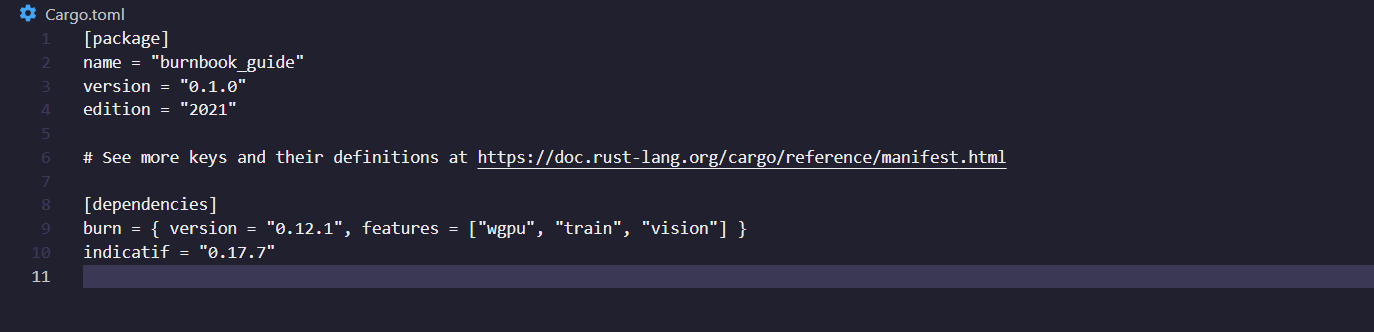 Cargo.toml
1 [package]
2 name = "burnbook_guide"
3 version = "0.1.0"
4 edition = "2021"
5
6 # See more keys and their definitions at https://doc.rust-lang.org/cargo/reference/manifest.html
7
8 [dependencies]
9 burn = { version = "0.12.1", features = ["wgpu", "train", "vision"] }
10 indicatif = "0.17.7"
11